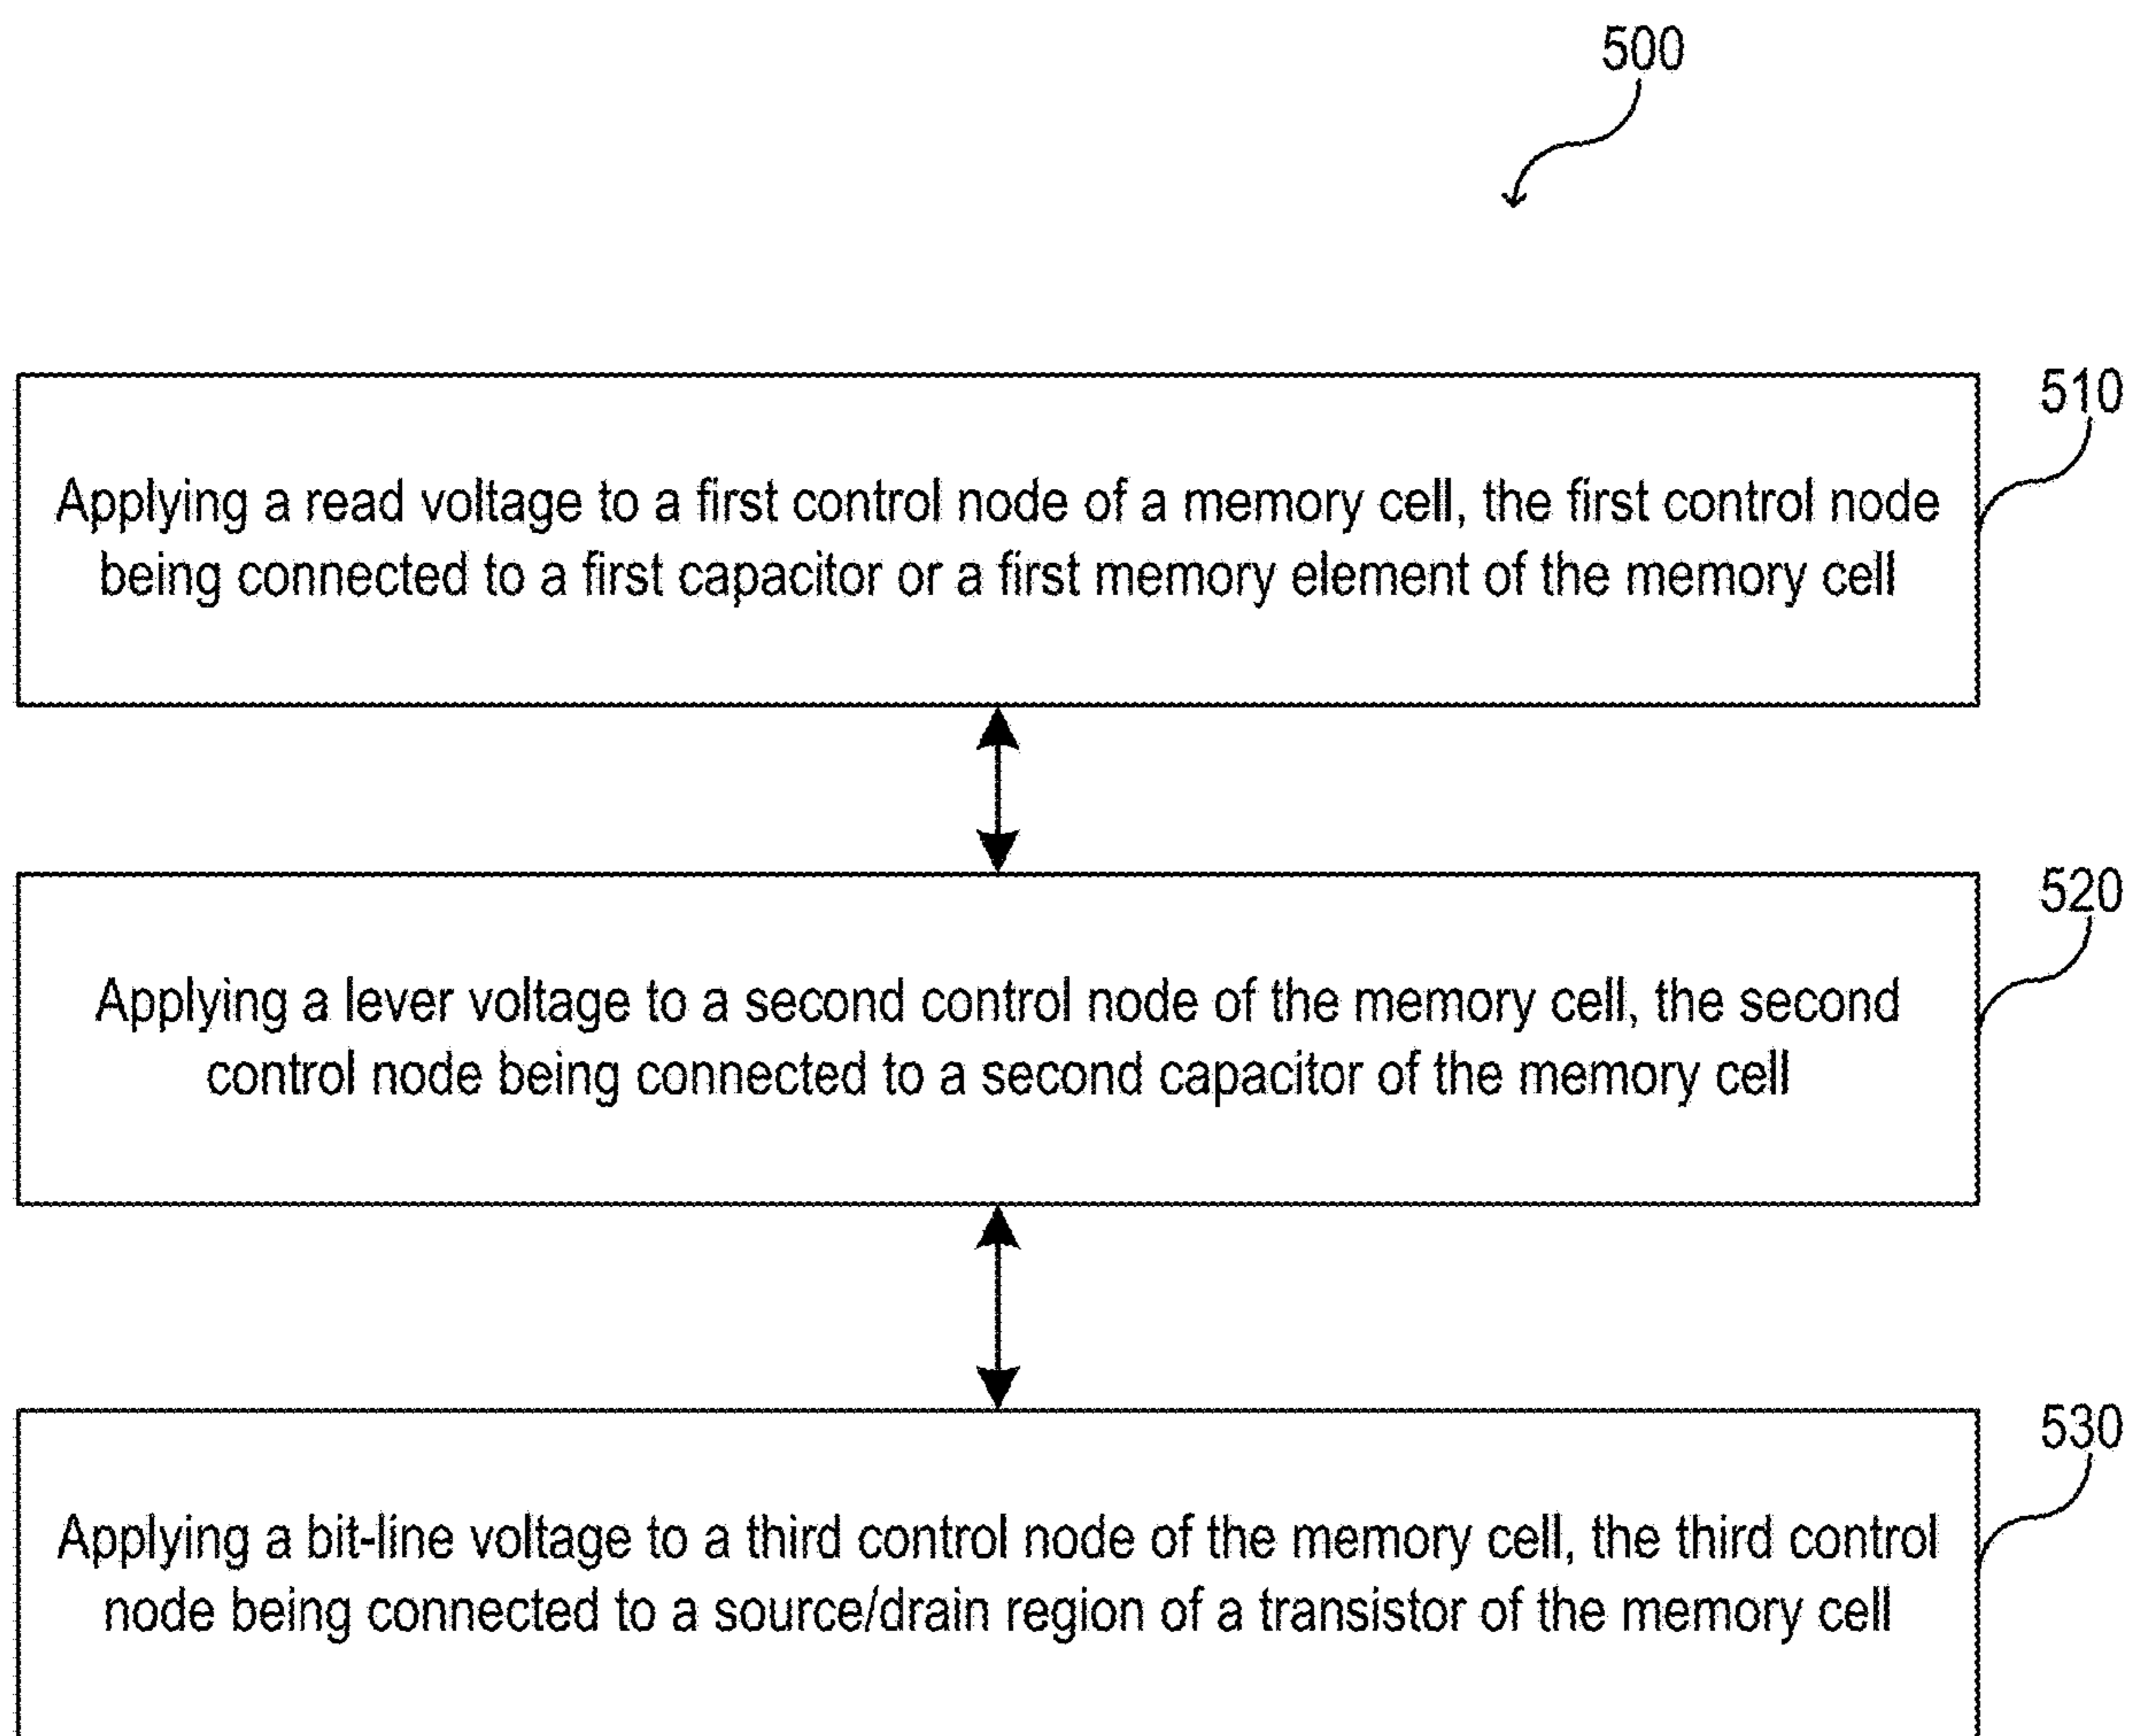 500
510
Applying a read voltage to a first control node of a memory cell, the first control node
being connected to a first capacitor or a first memory element of the memory cell
520
Applying a lever voltage to a second control node of the memory cell, the second
control node being connected to a second capacitor of the memory cell
530
Applying a bit-line voltage to a third control node of the memory cell, the third control
node being connected to a source/drain region of a transistor of the memory cell